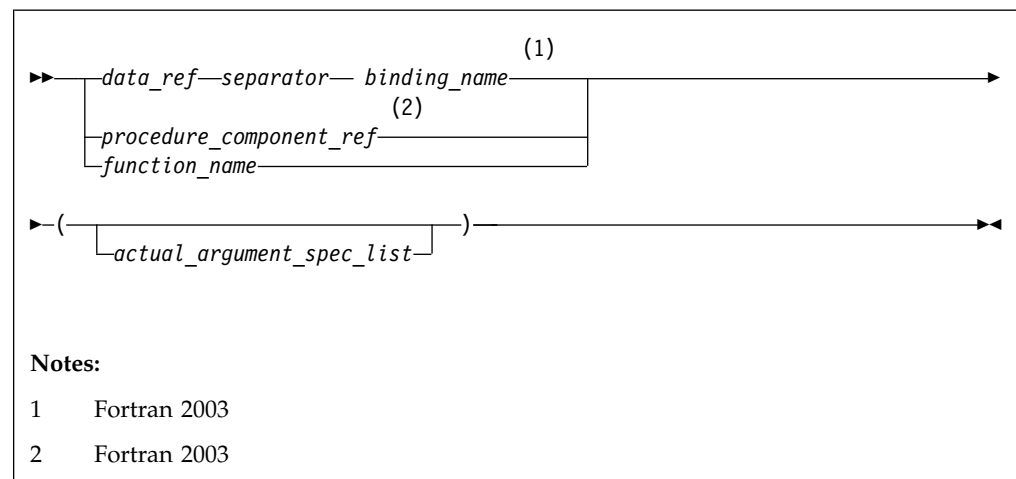 (1)
data_ref separator binding_name
(2)
procedure_component_ref
function_name
( )
actual_argument_spec_list
Notes:
1 Fortran 2003
2 Fortran 2003